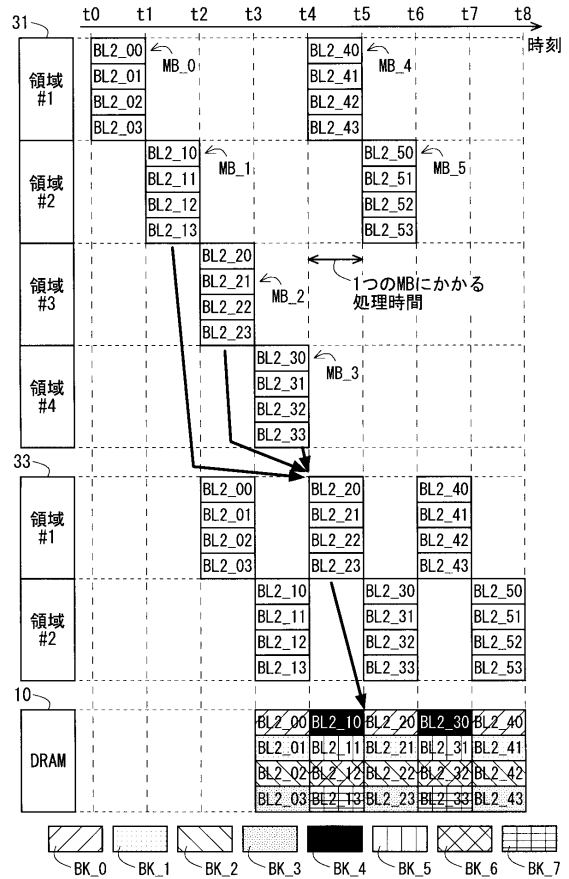 t0 t1 t2 t3 t4 t5 t6 t7 t8
時刻
31
領域 #1
BL2_00 BL2_40
BL2_01 BL2_41
BL2_02 BL2_42
BL2_03 BL2_43
MB_0 MB_4
領域 #2
BL2_10 BL2_50
BL2_11 BL2_51
BL2_12 BL2_52
BL2_13 BL2_53
MB_1 MB_5
領域 #3
BL2_20
BL2_21
BL2_22
BL2_23
MB_2
1つのMBにかかる
処理時間
領域 #4
BL2_30
BL2_31
BL2_32
BL2_33
MB_3
33
領域 #1
BL2_00 BL2_20 BL2_40
BL2_01 BL2_21 BL2_41
BL2_02 BL2_22 BL2_42
BL2_03 BL2_23 BL2_43
領域 #2
BL2_10 BL2_30 BL2_50
BL2_11 BL2_31 BL2_51
BL2_12 BL2_32 BL2_52
BL2_13 BL2_33 BL2_53
10
DRAM
BL2_00 BL2_10 BL2_20 BL2_30 BL2_40
BL2_01 BL2_11 BL2_21 BL2_31 BL2_41
BL2_02 BL2_12 BL2_22 BL2_32 BL2_42
BL2_03 BL2_13 BL2_23 BL2_33 BL2_43
BK_0 BK_1 BK_2 BK_3 BK_4 BK_5 BK_6 BK_7